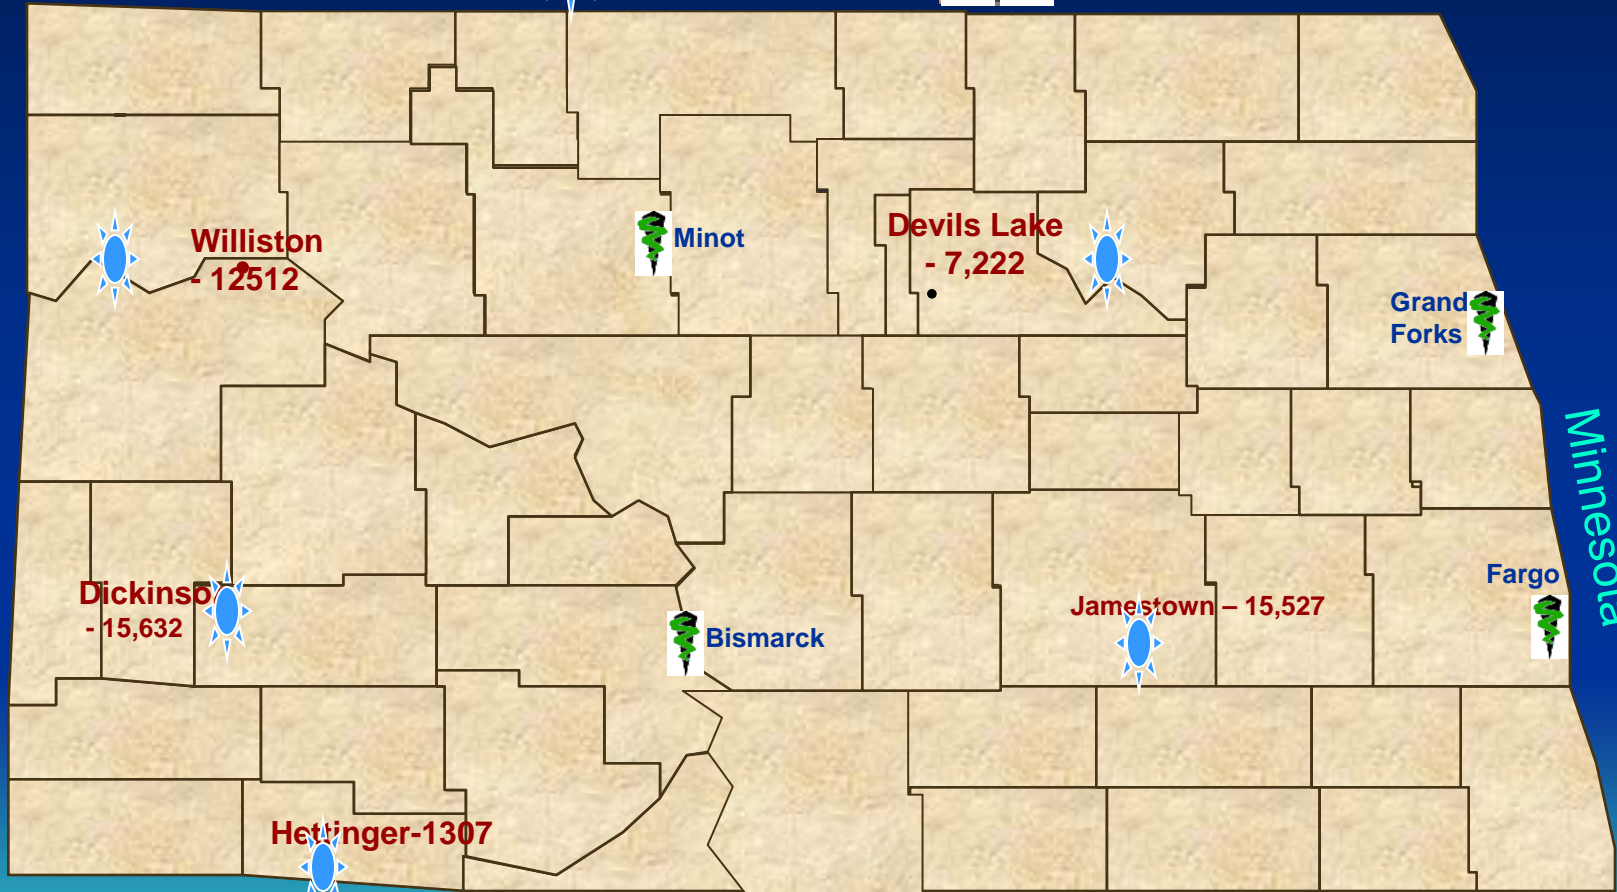 Williston
- 12512
Minot
Devils Lake
- 7,222
Grand
Forks
Minnesota
Dickinso
- 15,632
Bismarck
Jamestown – 15,527
Fargo
Hettinger-1307